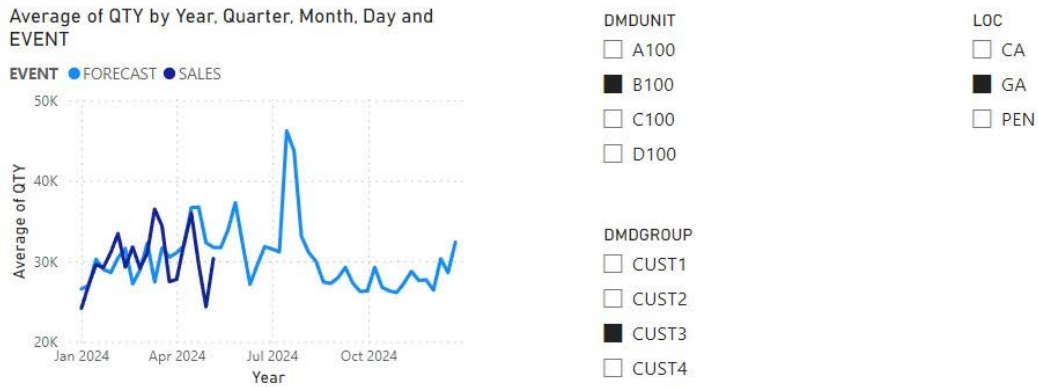 Average of QTY by Year, Quarter, Month, Day and
EVENT
EVENT FORECAST SALES
50K
40K
30K
20K
Average of QTY
Jan 2024 Apr 2024 Jul 2024 Oct 2024
Year
DMDUNIT
A100
B100
C100
D100
LOC
CA
GA
PEN
DMDGROUP
CUST1
CUST2
CUST3
CUST4